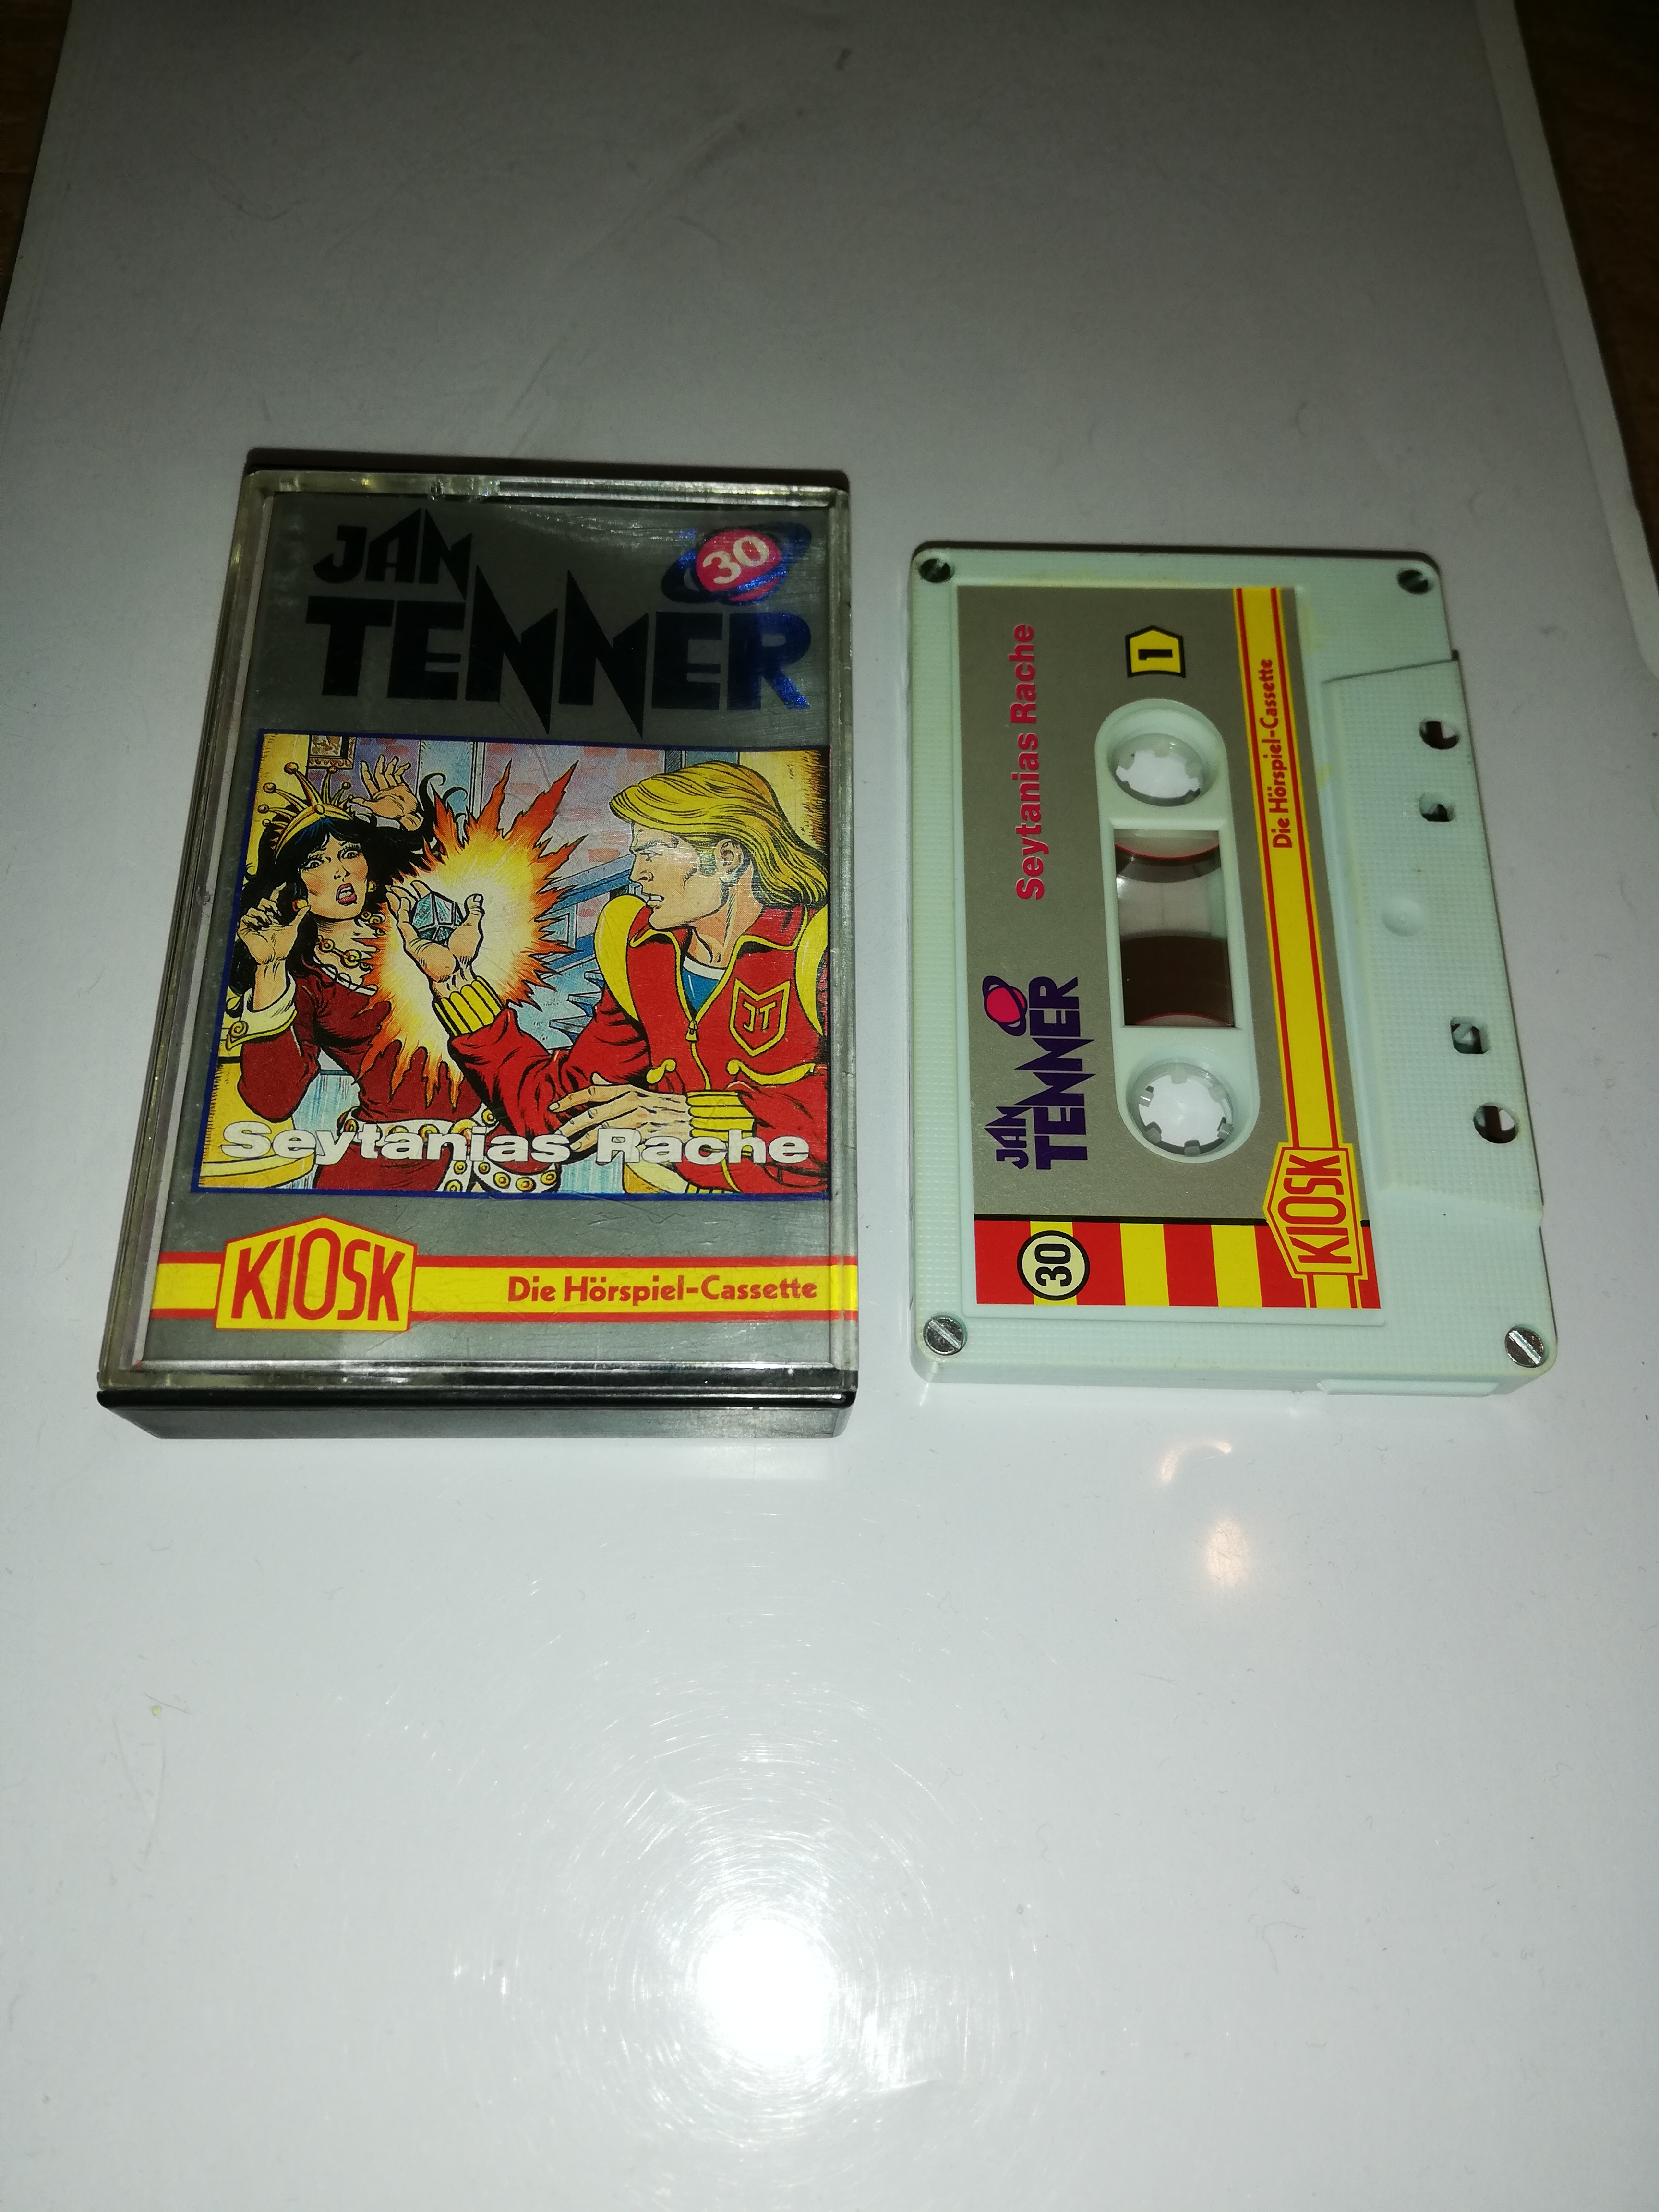 JAN
TENNER
30
JT
Seytanias Rache
KIOSK
Die Hörspiel-Cassette
Seytanias Rache
1
JAN
TENNER
Die Hörspiel-Cassette
30
KIOSK